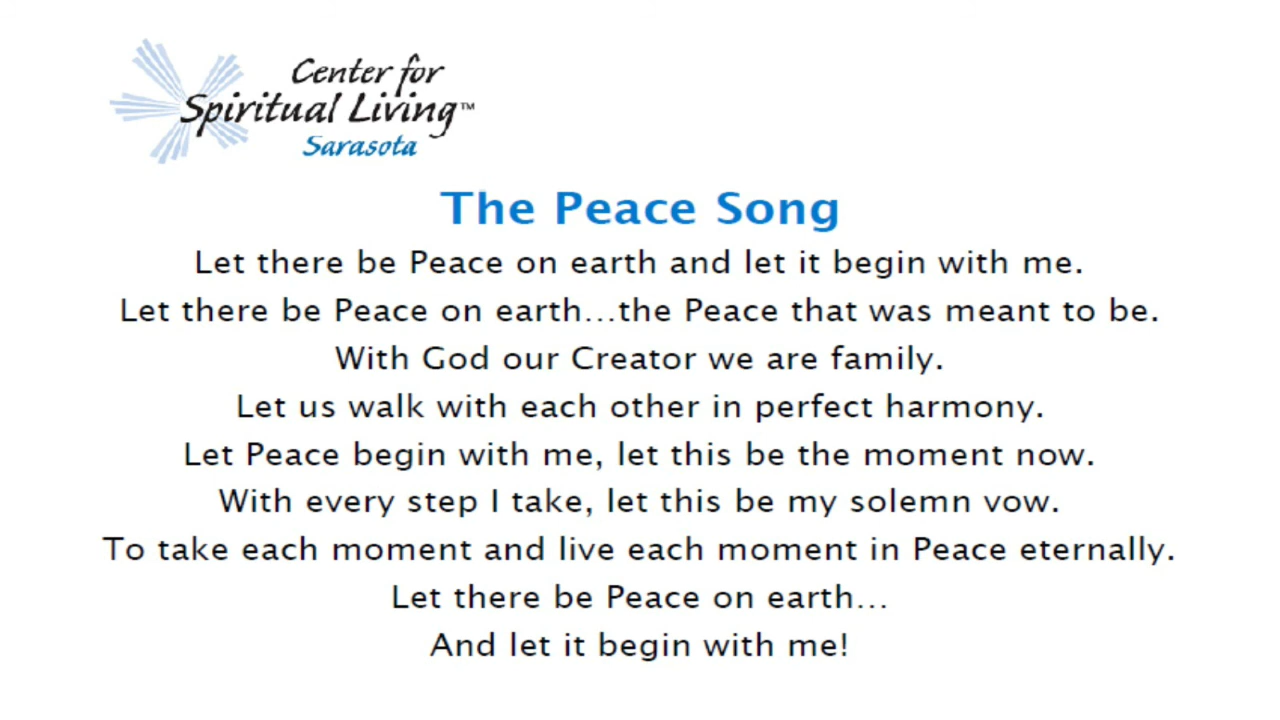 Center for
Spiritual Living™
Sarasota
The Peace Song
Let there be Peace on earth and let it begin with me.
Let there be Peace on earth...the Peace that was meant to be.
With God our Creator we are family.
Let us walk with each other in perfect harmony.
Let Peace begin with me, let this be the moment now.
With every step I take, let this be my solemn vow.
To take each moment and live each moment in Peace eternally.
Let there be Peace on earth...
And let it begin with me!